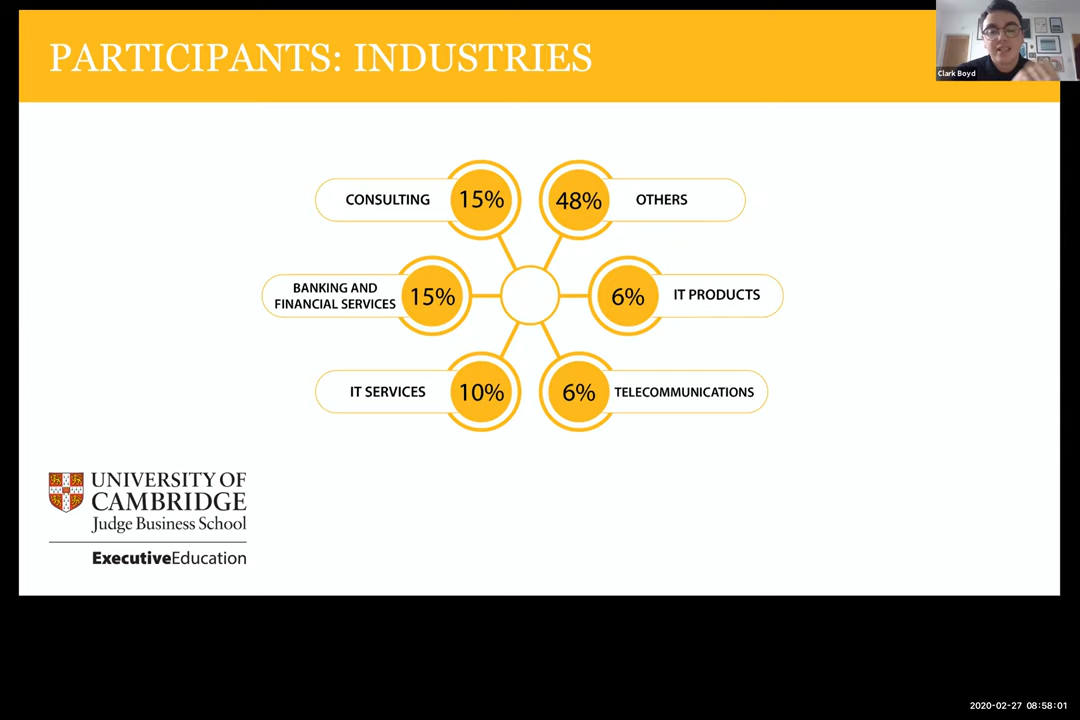 PARTICIPANTS: INDUSTRIES
Clark Boyd
CONSULTING
15%
48%
OTHERS
BANKING AND
FINANCIAL SERVICES
15%
6%
IT PRODUCTS
IT SERVICES
10%
6%
TELECOMMUNICATIONS
UNIVERSITY OF
CAMBRIDGE
Judge Business School
ExecutiveEducation
2020-02-27 08:58:01